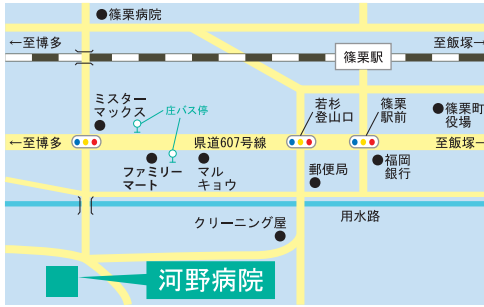 篠栗病院
←至博多
至飯塚→
篠栗駅
ミスター
マックス
庄バス停
若杉
登山口
篠栗
駅前
篠栗町
役場
←至博多
県道607号線
至飯塚→
ファミリー
マート
マル
キョウ
郵便局
福岡
銀行
用水路
クリーニング屋
河野病院